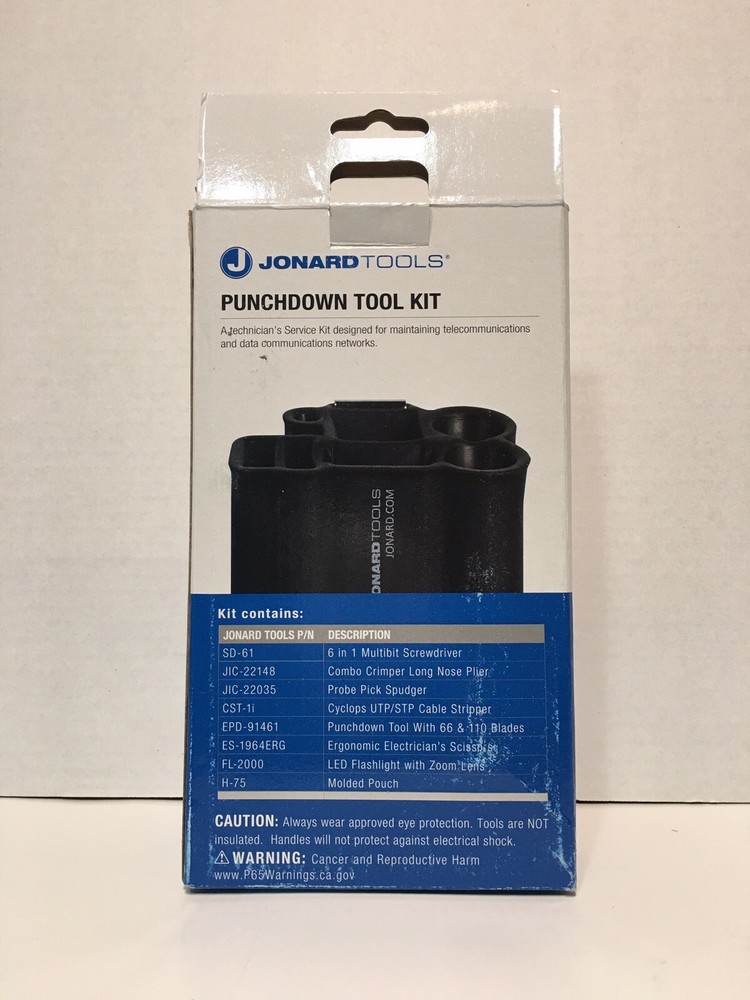 JONARD TOOLS®
PUNCHDOWN TOOL KIT
A technician's Service Kit designed for maintaining telecommunications
and data communications networks.
ONARDTOOLS
JONARD.COM
Kit contains:
JONARD TOOLS P/N DESCRIPTION
SD-61 6 in 1 Multibit Screwdriver
JIC-22148 Combo Crimper Long Nose Plier
JIC-22035 Probe Pick Spudger
CST-1i Cyclops UTP/STP Cable Stripper
EPD-91461 Punchdown Tool With 66 & 110 Blades
ES-1964ERG Ergonomic Electrician's Scissors
FL-2000 LED Flashlight with Zoom Lens
H-75 Molded Pouch
CAUTION: Always wear approved eye protection. Tools are NOT
insulated. Handles will not protect against electrical shock.
⚠ WARNING: Cancer and Reproductive Harm
www.P65Warnings.ca.gov